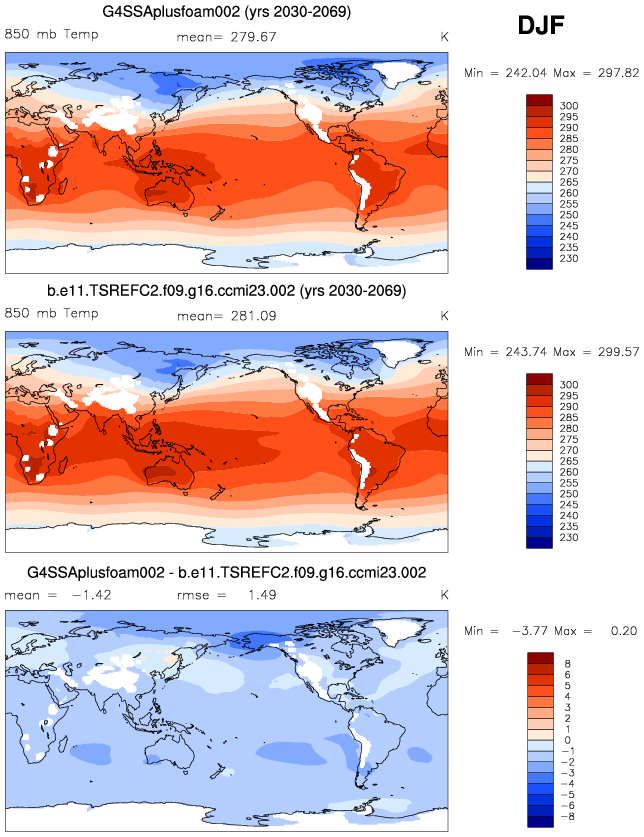 G4SSAplusfoam002 (yrs 2030-2069)
DJF
850 mb Temp
mean= 279.67
K
Min = 242.04 Max = 297.82
300
295
290
285
280
275
270
265
260
255
250
245
240
235
230
b.e11.TSREFC2.f09.g16.ccmi23.002 (yrs 2030-2069)
850 mb Temp
mean= 281.09
K
Min = 243.74 Max = 299.57
300
295
290
285
280
275
270
265
260
255
250
245
240
235
230
G4SSAplusfoam002 - b.e11.TSREFC2.f09.g16.ccmi23.002
mean = -1.42
rmse = 1.49
K
Min = -3.77 Max = 0.20
8
6
5
4
3
2
1
0
-1
-2
-3
-4
-5
-6
-8